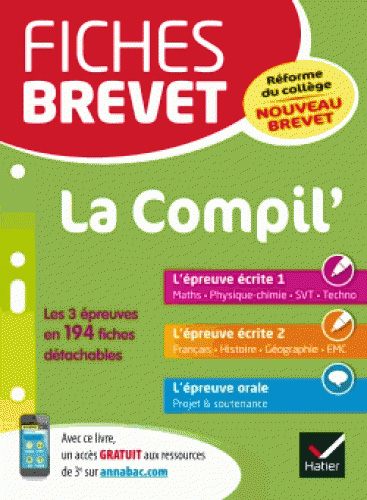 FICHES
BREVET
Réforme
du collège
NOUVEAU
BREVET
La Compil'
L'épreuve écrite 1
Maths • Physique-chimie • SVT • Techno
Les 3 épreuves
en 194 fiches
détachables
L'épreuve écrite 2
Français • Histoire • Géographie • EMC
L'épreuve orale
Projet & soutenance
Avec ce livre,
un accès GRATUIT aux ressources
de 3e sur annabac.com
Hatier